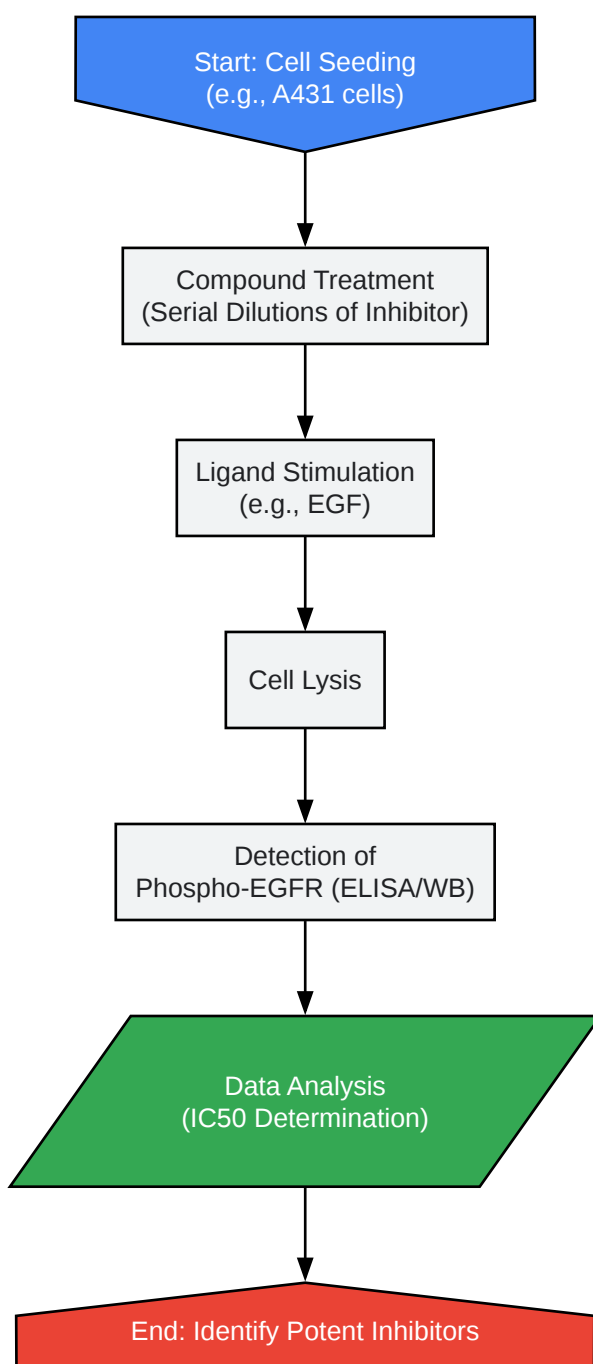 Start: Cell Seeding
(e.g., A431 cells)
Compound Treatment
(Serial Dilutions of Inhibitor)
Ligand Stimulation
(e.g., EGF)
Cell Lysis
Detection of
Phospho-EGFR (ELISA/WB)
Data Analysis
(IC50 Determination)
End: Identify Potent Inhibitors